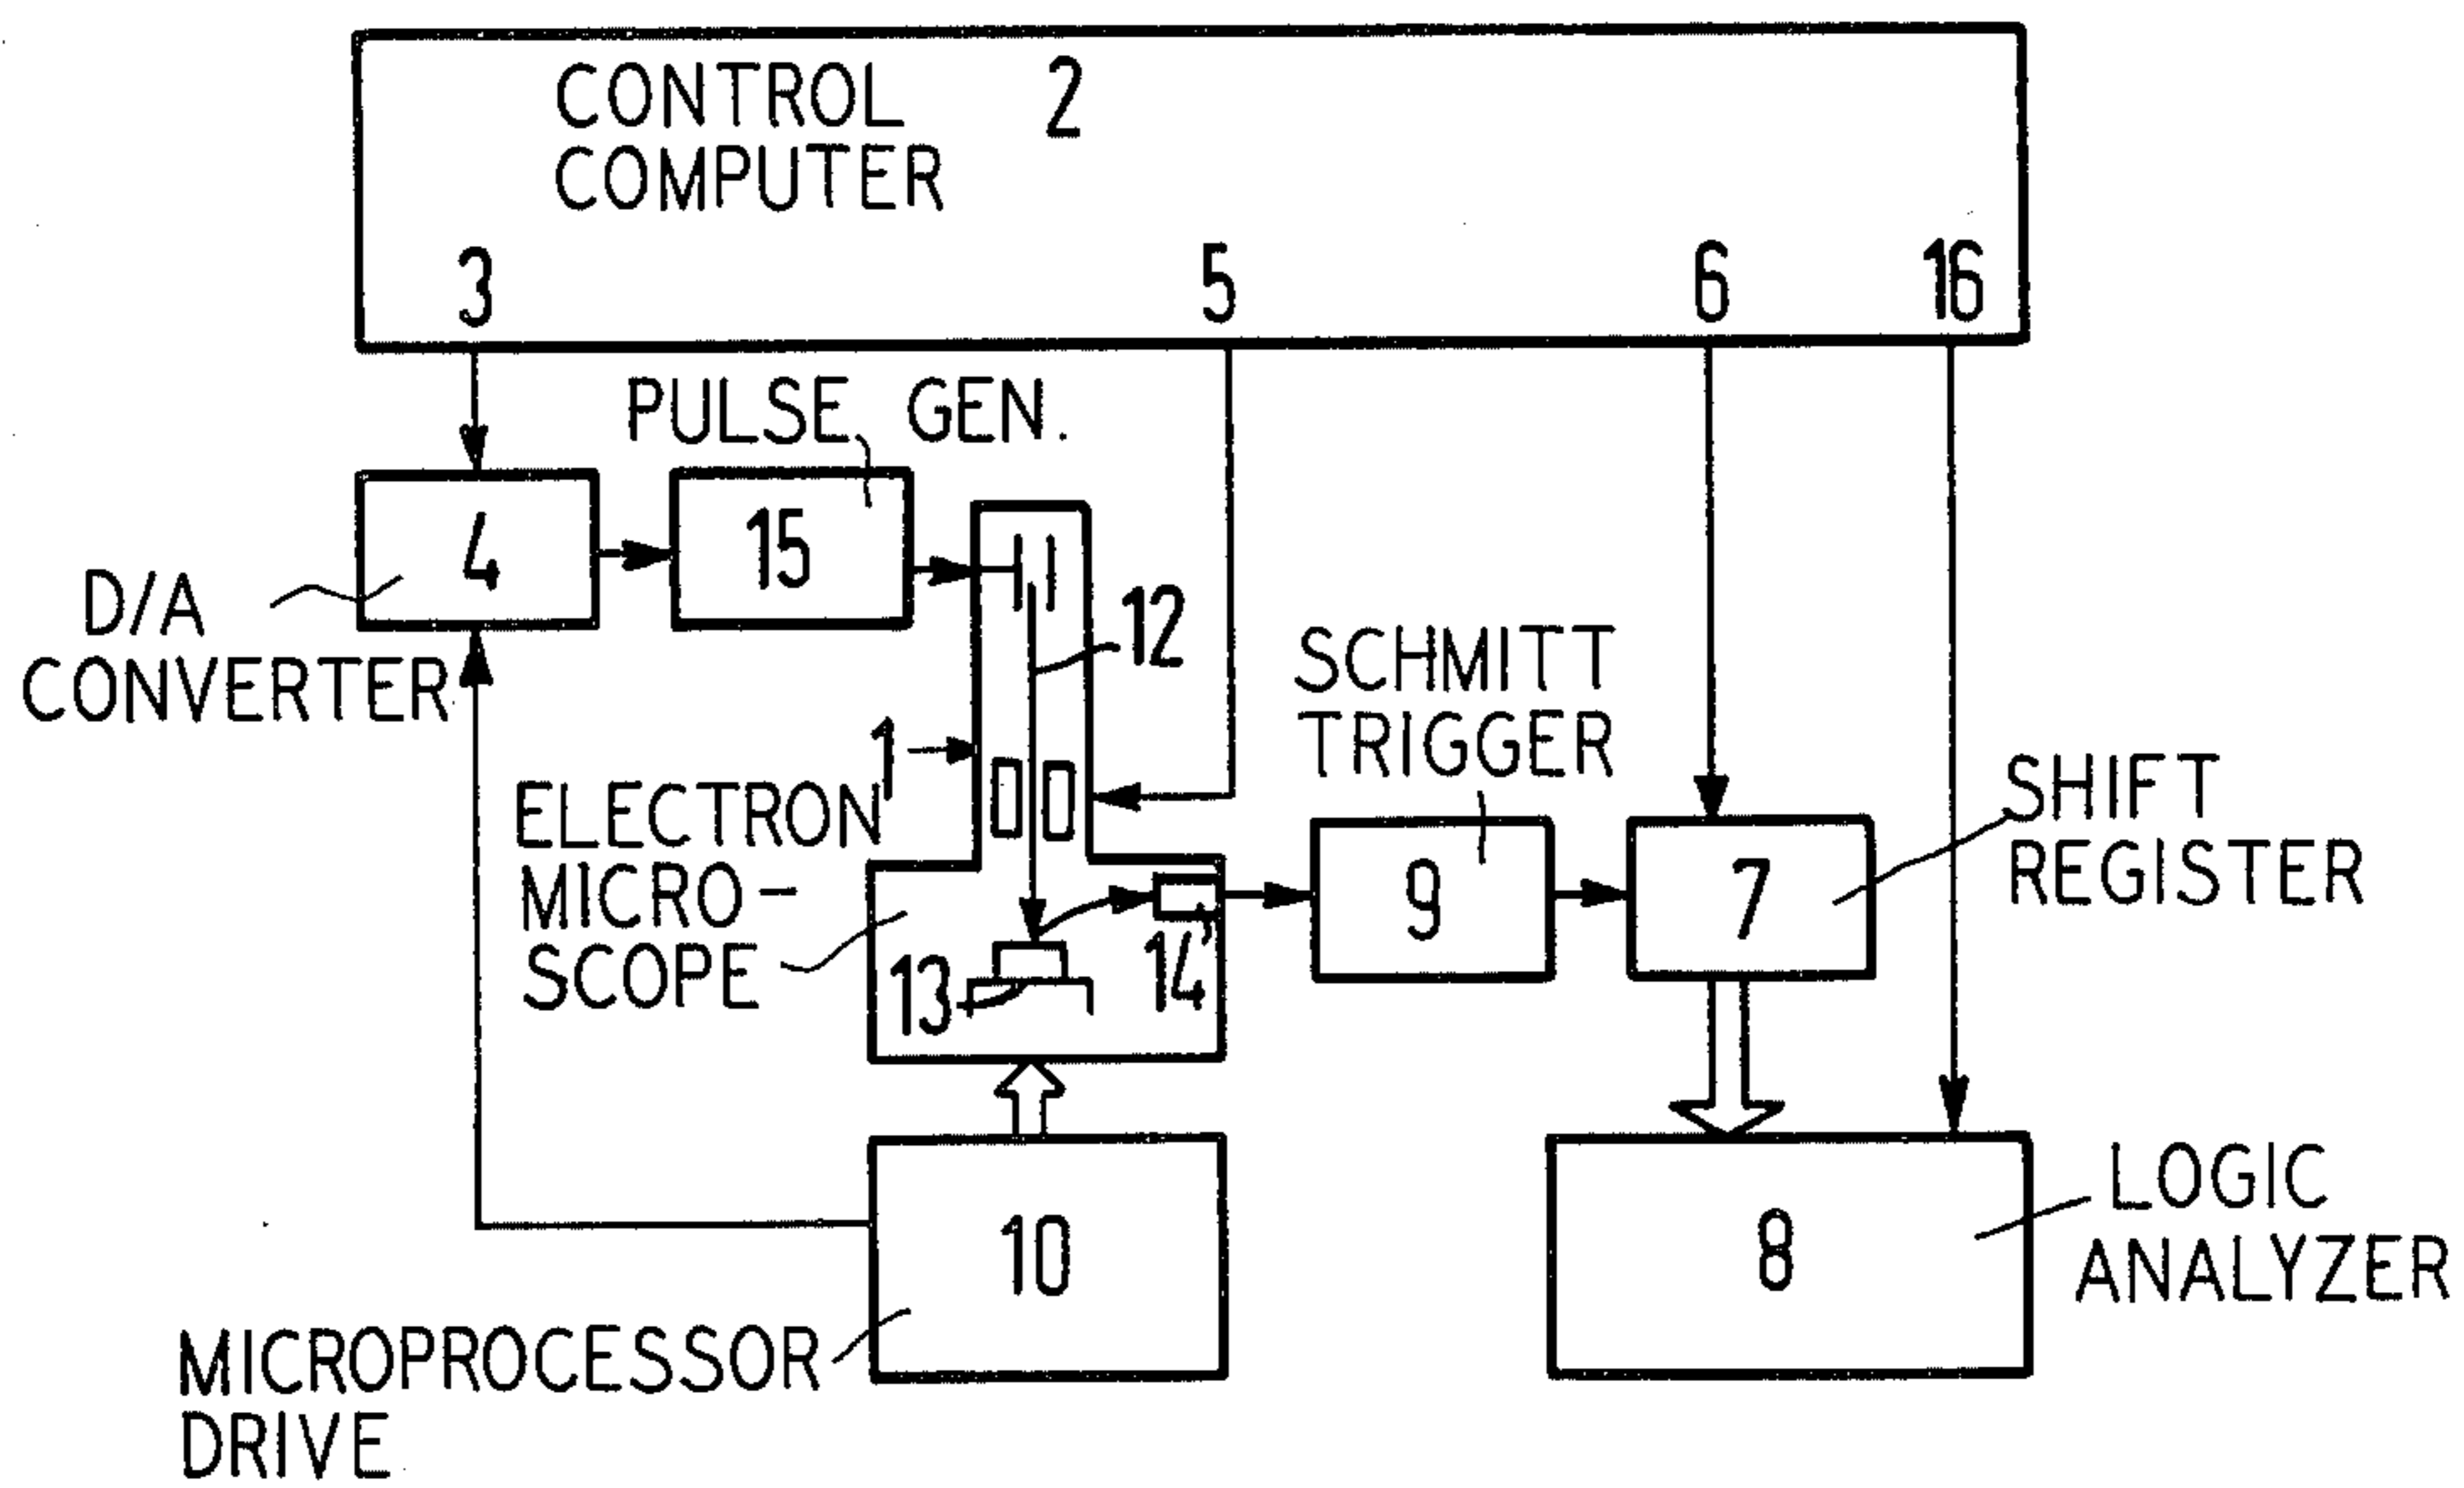 CONTROL 2
COMPUTER
3 5 6 16
PULSE GEN.
4 15
D/A
CONVERTER
12
SCHMITT
TRIGGER
1
ELECTRON
MICRO-
SCOPE
SHIFT
REGISTER
9 7
13 14
10 8
LOGIC
ANALYZER
MICROPROCESSOR
DRIVE